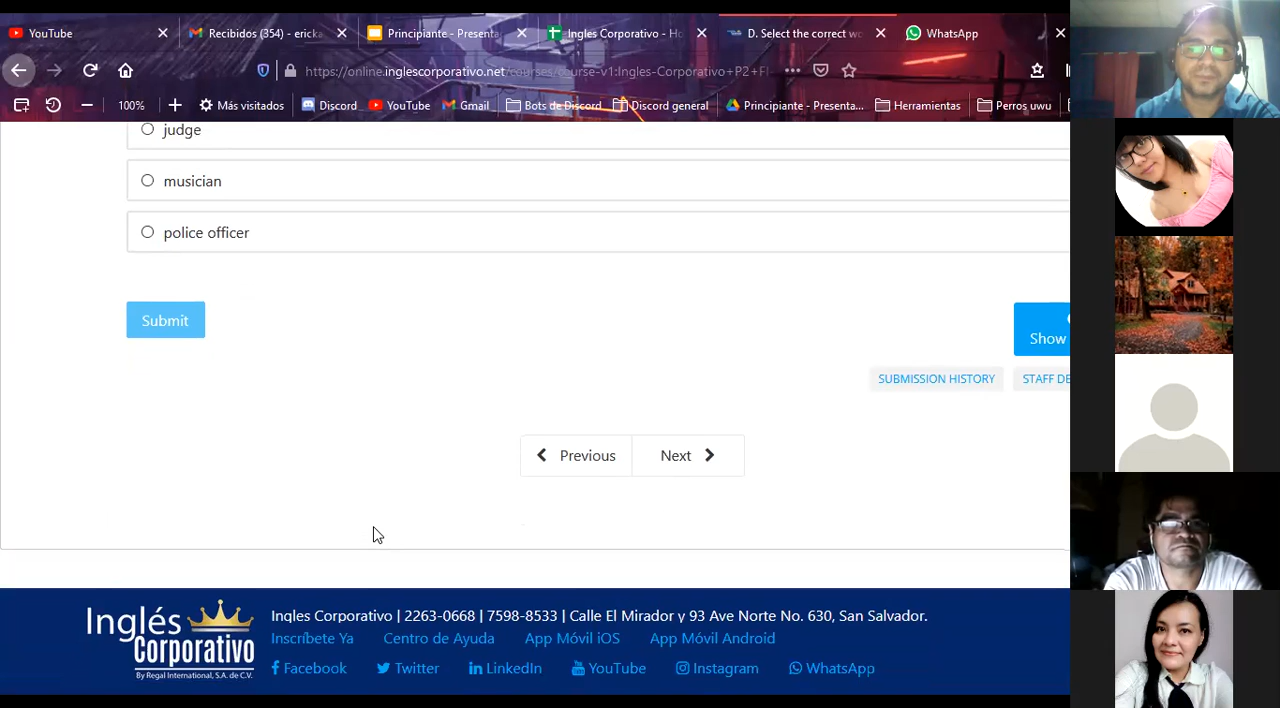 YouTube
Recibidos (354) - ericka
Principiante - Presenta
Ingles Corporativo - Ho
D. Select the correct wo
WhatsApp
https://online.inglescorporativo.net/courses/course-v1:Ingles-Corporativo+P2+FI
100%
Más visitados
Discord
YouTube
Gmail
Bots de Discord
Discord general
Principiante - Presenta...
Herramientas
Perros uwu
judge
musician
police officer
Submit
Show
SUBMISSION HISTORY
STAFF DE
Previous
Next
Inglés Corporativo
By Regal International, S.A. de C.V.
Ingles Corporativo | 2263-0668 | 7598-8533 | Calle El Mirador y 93 Ave Norte No. 630, San Salvador.
Inscríbete Ya
Centro de Ayuda
App Móvil iOS
App Móvil Android
Facebook
Twitter
LinkedIn
YouTube
Instagram
WhatsApp